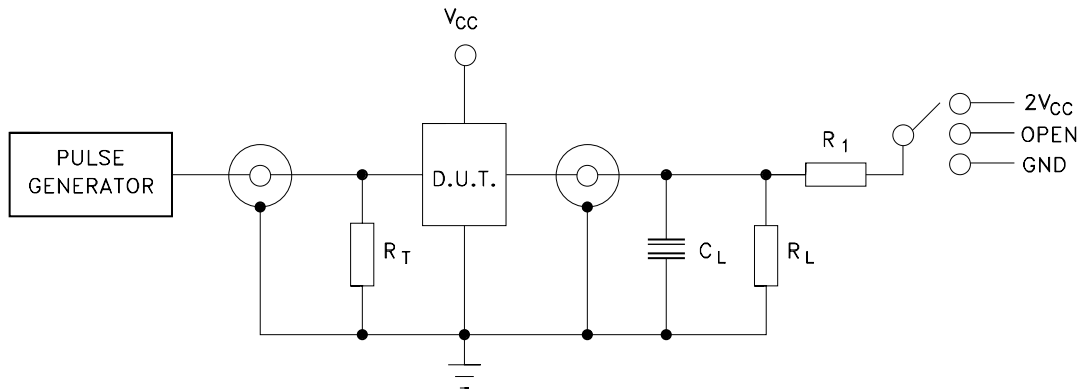 VCC
PULSE
GENERATOR
D.U.T.
RT
CL
RL
R1
2VCC
OPEN
GND